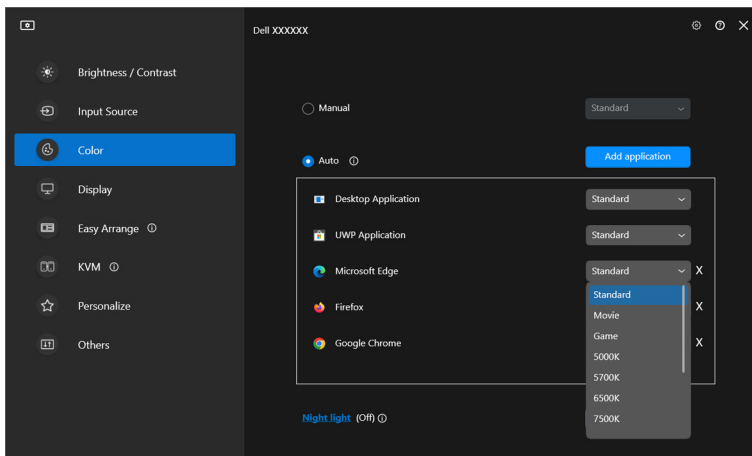 Dell XXXXXX
Brightness / Contrast
Input Source
Color
Display
Easy Arrange
KVM
Personalize
Others
Manual
Standard
Auto
Add application
Desktop Application
Standard
UWP Application
Standard
Microsoft Edge
Standard
X
Firefox
X
Google Chrome
X
Standard
Movie
Game
5000K
5700K
6500K
7500K
Night light (Off)